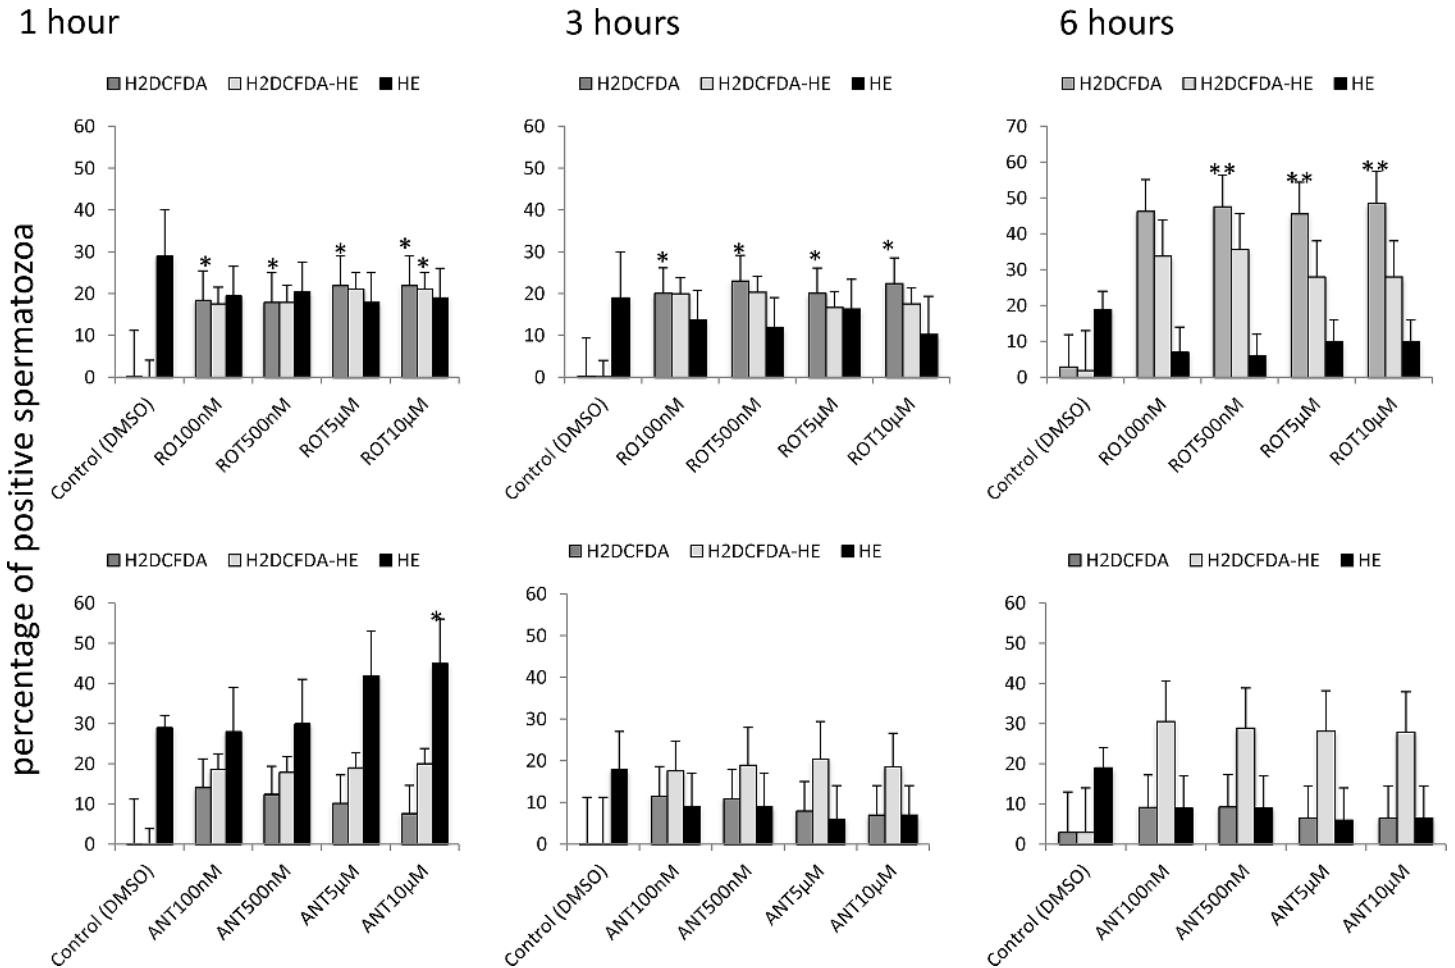 1 hour
3 hours
6 hours
H2DCFDA H2DCFDA-HE HE
H2DCFDA H2DCFDA-HE HE
H2DCFDA H2DCFDA-HE HE
percentage of positive spermatozoa
60
50
40
30
20
10
0
* * * * *
Control (DMSO)
RO100nM
ROT500nM
ROT5µM
ROT10µM
60
50
40
30
20
10
0
* * * *
Control (DMSO)
RO100nM
ROT500nM
ROT5µM
ROT10µM
70
60
50
40
30
20
10
0
** ** **
Control (DMSO)
RO100nM
ROT500nM
ROT5µM
ROT10µM
H2DCFDA H2DCFDA-HE HE
60
50
40
30
20
10
0
*
Control (DMSO)
ANT100nM
ANT500nM
ANT5µM
ANT10µM
H2DCFDA H2DCFDA-HE HE
60
50
40
30
20
10
0
Control (DMSO)
ANT100nM
ANT500nM
ANT5µM
ANT10µM
H2DCFDA H2DCFDA-HE HE
60
50
40
30
20
10
0
Control (DMSO)
ANT100nM
ANT500nM
ANT5µM
ANT10µM